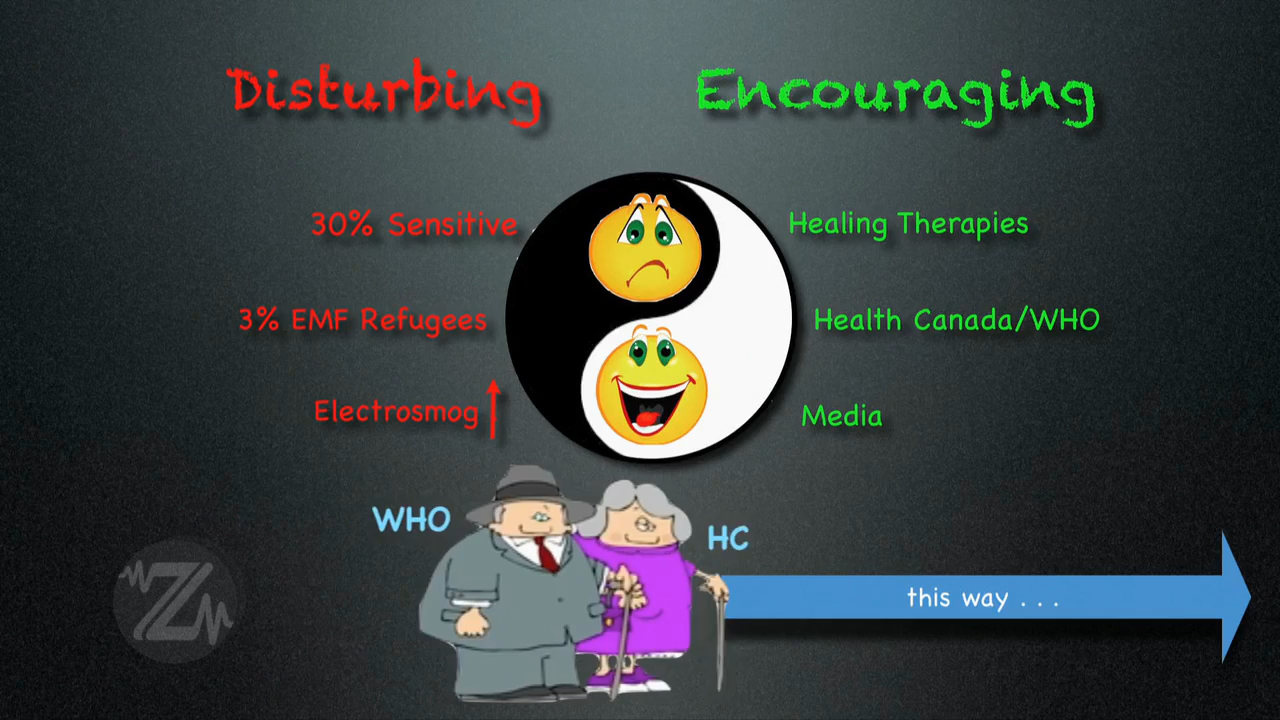 Disturbing
Encouraging
30% Sensitive
Healing Therapies
3% EMF Refugees
Health Canada/WHO
Electrosmog
Media
WHO
HC
this way . . .
Z